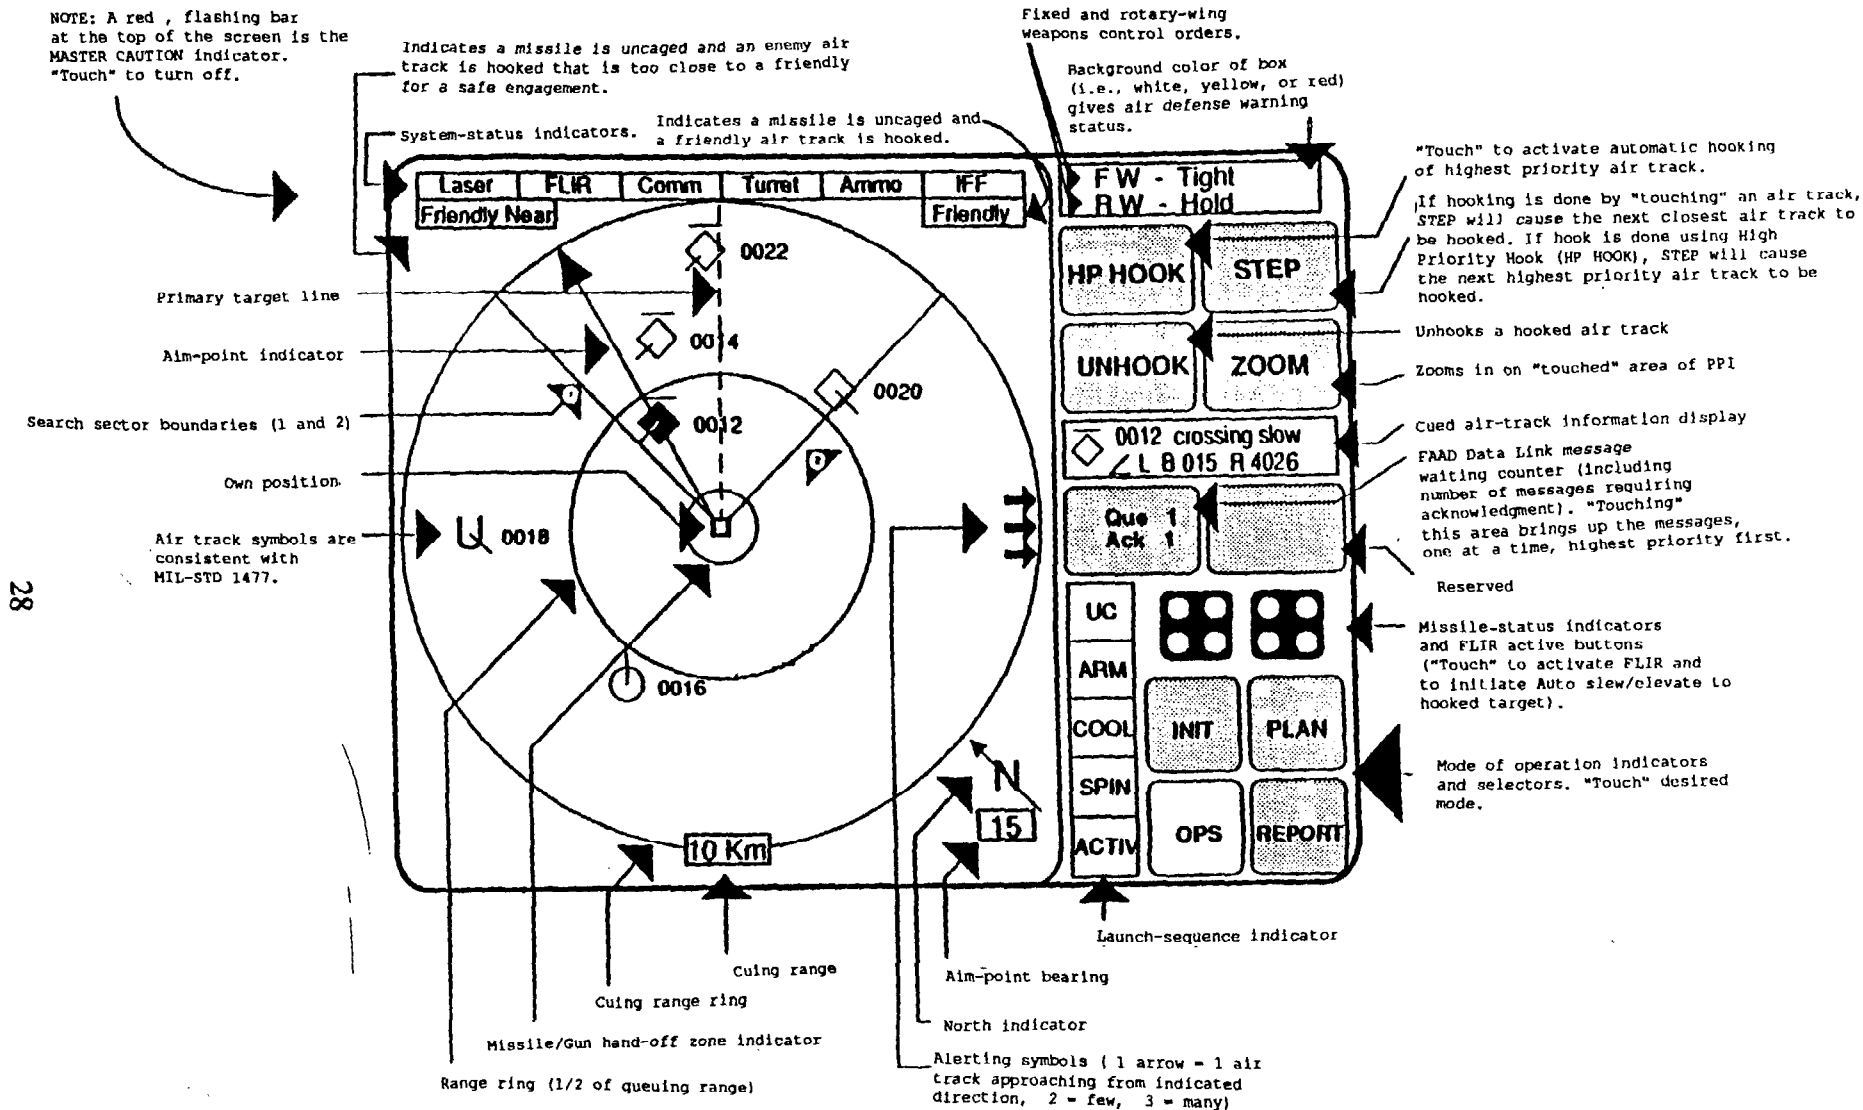 NOTE: A red , flashing bar
at the top of the screen is the
MASTER CAUTION indicator.
"Touch" to turn off.
Indicates a missile is uncaged and an enemy air
track is hooked that is too close to a friendly
for a safe engagement.
System-status indicators.
Indicates a missile is uncaged and
a friendly air track is hooked.
Fixed and rotary-wing
weapons control orders.
Background color of box
(i.e., white, yellow, or red)
gives air defense warning
status.
"Touch" to activate automatic hooking
of highest priority air track.
If hooking is done by "touching" an air track,
STEP will cause the next closest air track to
be hooked. If hook is done using High
Priority Hook (HP HOOK), STEP will cause
the next highest priority air track to be
hooked.
Unhooks a hooked air track
Zooms in on "touched" area of PPI
Cued air-track information display
FAAD Data Link message
waiting counter (including
number of messages requiring
acknowledgment). "Touching"
this area brings up the messages,
one at a time, highest priority first.
Reserved
Missile-status indicators
and FLIR active buttons
("Touch" to activate FLIR and
to initiate Auto slew/elevate to
hooked target).
Mode of operation indicators
and selectors. "Touch" desired
mode.
Laser FLIR Comm Turret Ammo IFF
Friendly Near Friendly
FW - Tight
RW - Hold
HP HOOK STEP
UNHOOK ZOOM
0012 crossing slow
L B 015 R 4026
Que 1
Ack 1
UC
ARM
COOL
SPIN
ACTIV
INIT PLAN
OPS REPORT
0022
0014
0020
0012
0018
0016
N
15
10 Km
Primary target line
Aim-point indicator
Search sector boundaries (1 and 2)
Own position
Air track symbols are
consistent with
MIL-STD 1477.
28
Launch-sequence indicator
Cuing range
Aim-point bearing
Cuing range ring
North indicator
Missile/Gun hand-off zone indicator
Range ring (1/2 of queuing range)
Alerting symbols ( 1 arrow = 1 air
track approaching from indicated
direction, 2 = few, 3 = many)